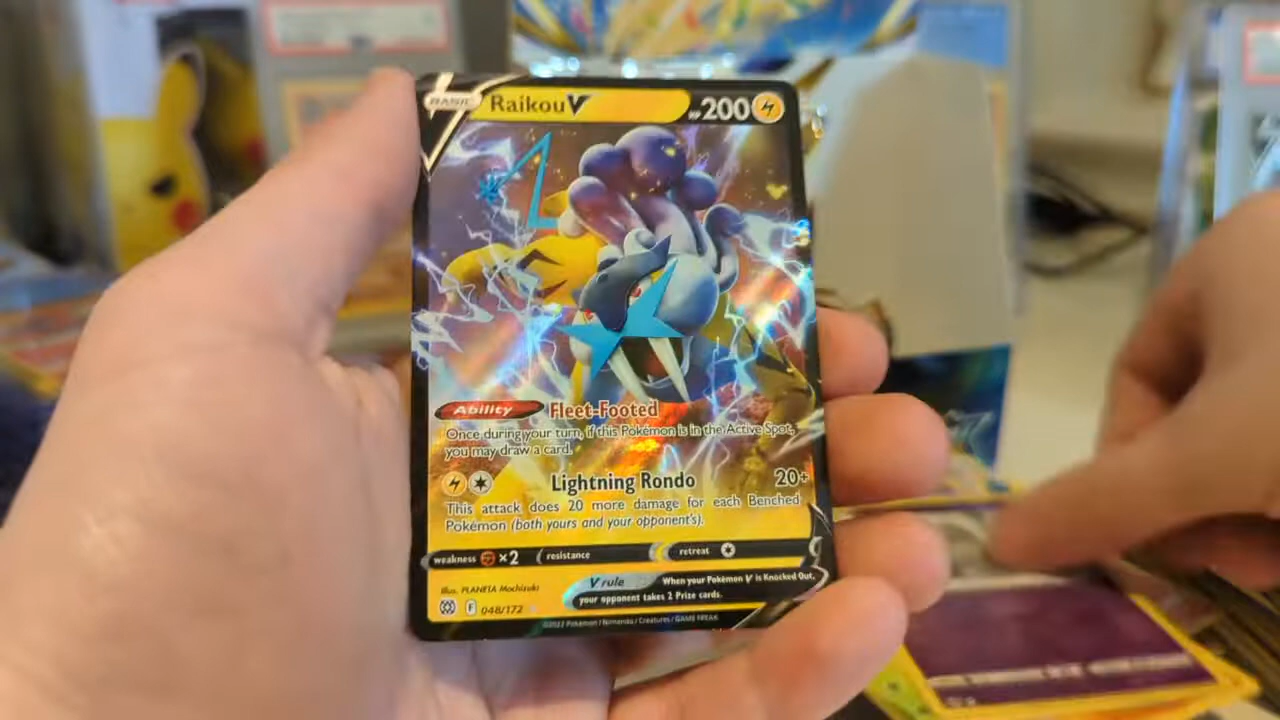 BASIC
Raikou V
HP 200
Ability Fleet-Footed
Once during your turn, if this Pokémon is in the Active Spot,
you may draw a card.
Lightning Rondo 20+
This attack does 20 more damage for each Benched
Pokémon (both yours and your opponent's).
weakness ×2 resistance retreat
Illus. PLANETA Mochizuki
V rule When your Pokémon V is Knocked Out,
your opponent takes 2 Prize cards.
F 048/172
©2022 Pokémon / Nintendo / Creatures / GAME FREAK